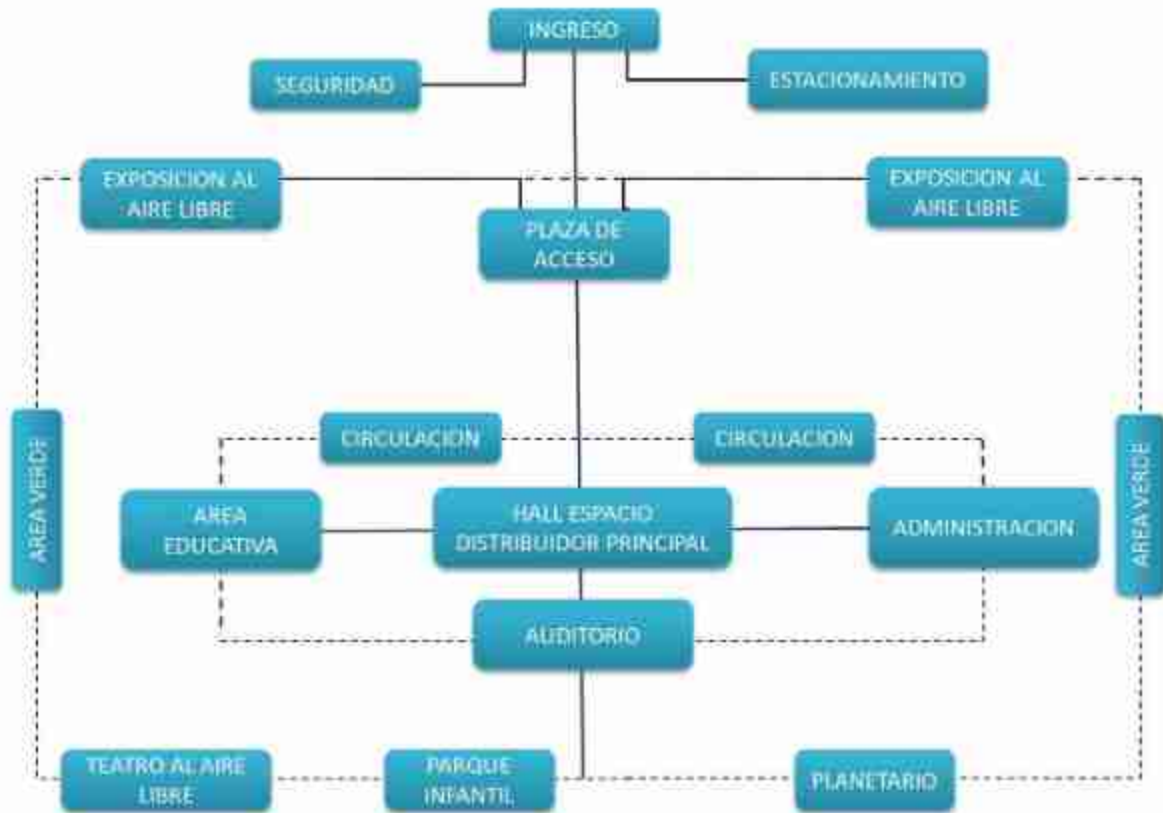 INGRESO
SEGURIDAD
ESTACIONAMIENTO
EXPOSICION AL
AIRE LIBRE
EXPOSICION AL
AIRE LIBRE
PLAZA DE
ACCESO
CIRCULACION
CIRCULACION
AREA VERDE
AREA VERDE
AREA
EDUCATIVA
HALL ESPACIO
DISTRIBUIDOR PRINCIPAL
ADMINISTRACION
AUDITORIO
TEATRO AL AIRE
LIBRE
PARQUE
INFANTIL
PLANETARIO